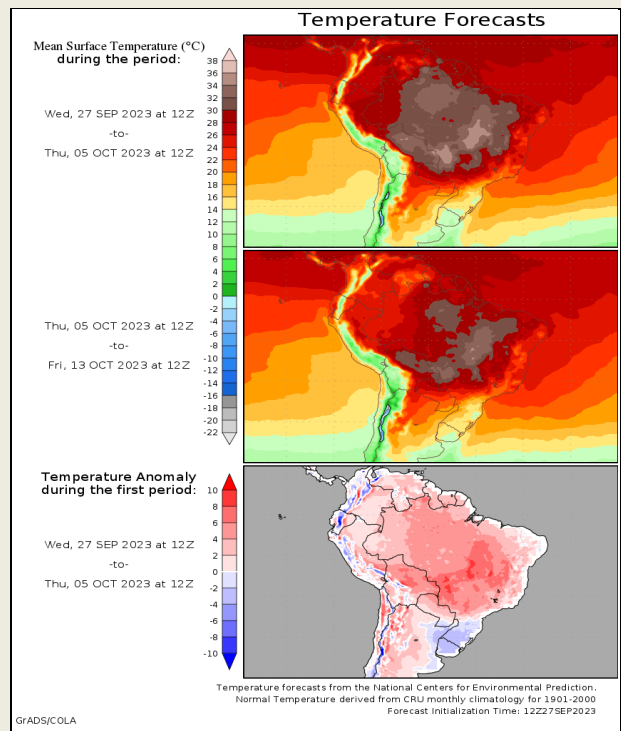 Temperature Forecasts
Mean Surface Temperature (°C)
during the period:
Wed, 27 SEP 2023 at 12Z
-to-
Thu, 05 OCT 2023 at 12Z
38
36
34
32
30
28
26
24
22
20
18
16
14
12
10
8
6
4
2
0
-2
-4
-6
-8
-10
-12
-14
-16
-18
-20
-22
Thu, 05 OCT 2023 at 12Z
-to-
Fri, 13 OCT 2023 at 12Z
Temperature Anomaly
during the first period:
Wed, 27 SEP 2023 at 12Z
-to-
Thu, 05 OCT 2023 at 12Z
10
8
6
4
2
0
-2
-4
-6
-8
-10
Temperature forecasts from the National Centers for Environmental Prediction.
Normal Temperature derived from CRU monthly climatology for 1901-2000
Forecast Initialization Time: 12Z27SEP2023
GrADS/COLA